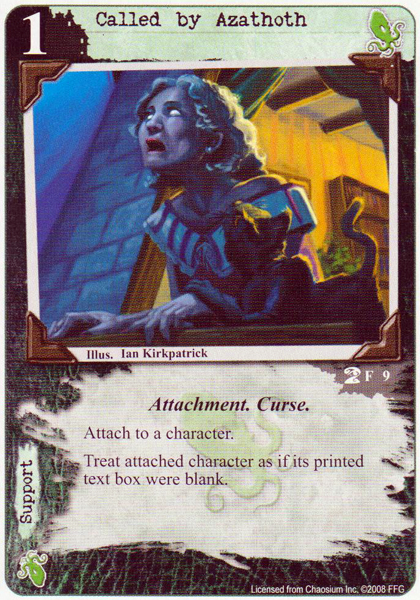 1
Called by Azathoth
Illus. Ian Kirkpatrick
F 9
Attachment. Curse.
Attach to a character.
Treat attached character as if its printed
text box were blank.
Support
Licensed from Chaosium Inc. ©2008 FFG